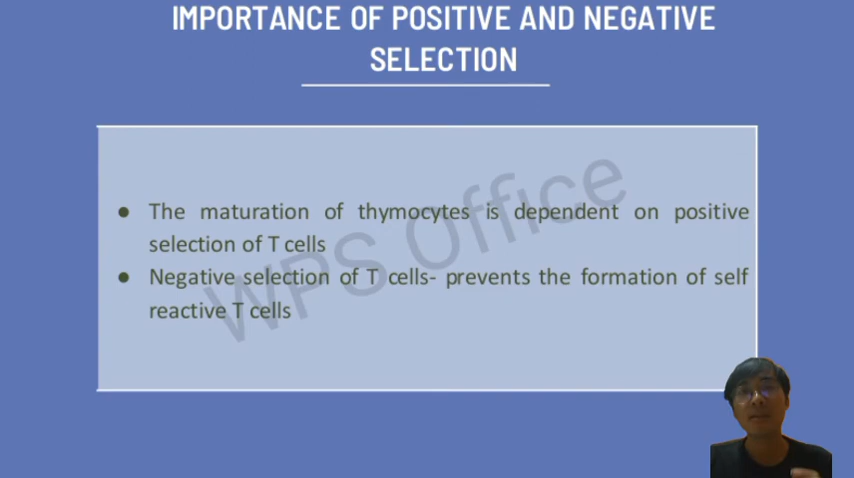 IMPORTANCE OF POSITIVE AND NEGATIVE
SELECTION
● The maturation of thymocytes is dependent on positive
selection of T cells
● Negative selection of T cells- prevents the formation of self
reactive T cells
WPS Office